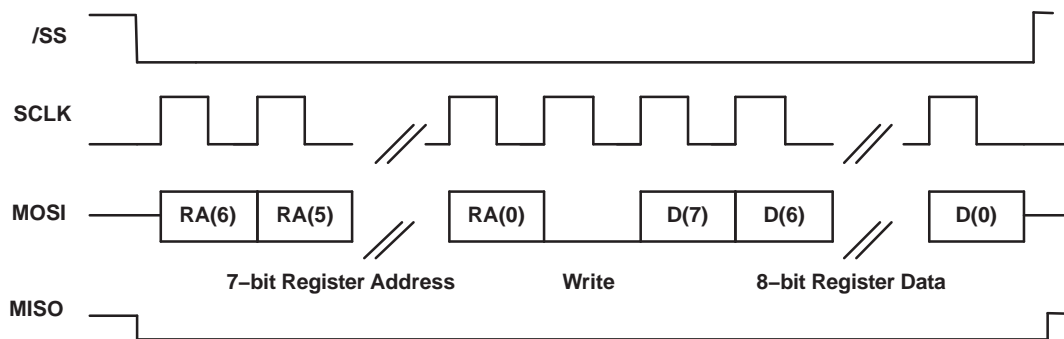 /SS
SCLK
MOSI RA(6) RA(5) RA(0) D(7) D(6) D(0)
7–bit Register Address Write 8–bit Register Data
MISO